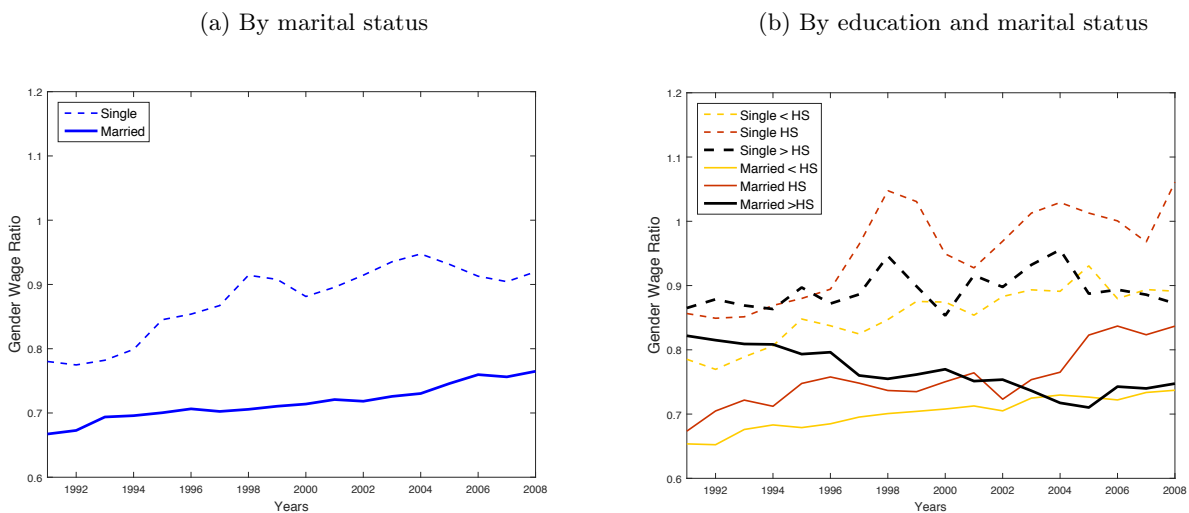 (a) By marital status
1.2
1.1
1
0.9
0.8
0.7
0.6
Gender Wage Ratio
Single
Married
1992 1994 1996 1998 2000 2002 2004 2006 2008
Years
(b) By education and marital status
1.2
1.1
1
0.9
0.8
0.7
0.6
Gender Wage Ratio
Single < HS
Single HS
Single > HS
Married < HS
Married HS
Married >HS
1992 1994 1996 1998 2000 2002 2004 2006 2008
Years